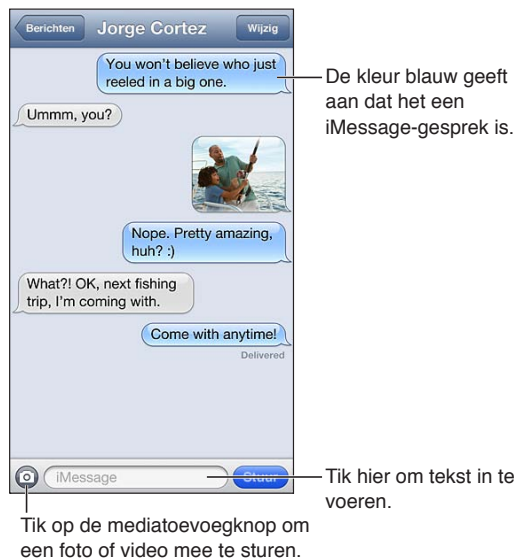 Berichten
Jorge Cortez
Wijzig
You won't believe who just
reeled in a big one.
De kleur blauw geeft
aan dat het een
iMessage-gesprek is.
Ummm, you?
Nope. Pretty amazing,
huh? :)
What?! OK, next fishing
trip, I'm coming with.
Come with anytime!
Delivered
iMessage
Stuur
Tik hier om tekst in te
voeren.
Tik op de mediatoevoegknop om
een foto of video mee te sturen.